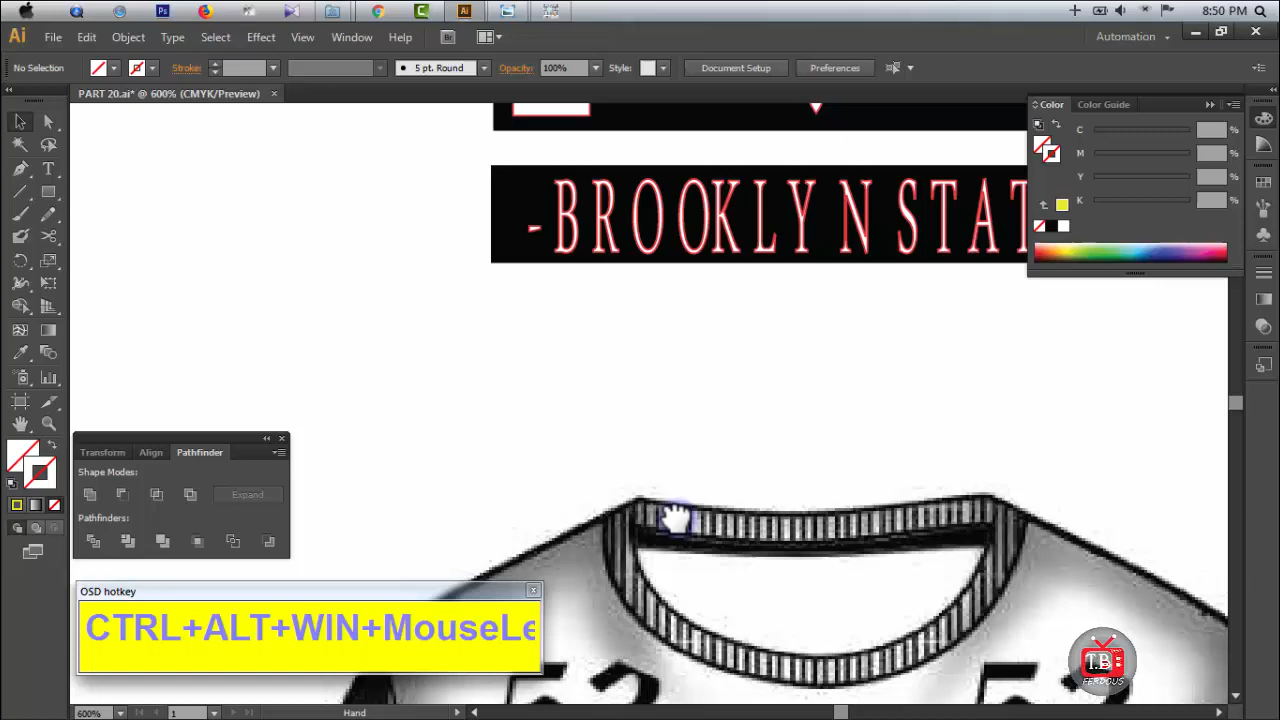 8:50 PM
Ai File Edit Object Type Select Effect View Window Help Br Automation
No Selection Stroke: 5 pt. Round Opacity: 100% Style: Document Setup Preferences
PART 20.ai* @ 600% (CMYK/Preview)
Color Color Guide
C %
M %
Y %
K %
-BROOKLYN STAT
Transform Align Pathfinder
Shape Modes:
Expand
Pathfinders:
OSD hotkey
CTRL+ALT+WIN+MouseLe
T.B
FERDOUS
600% 1 Hand